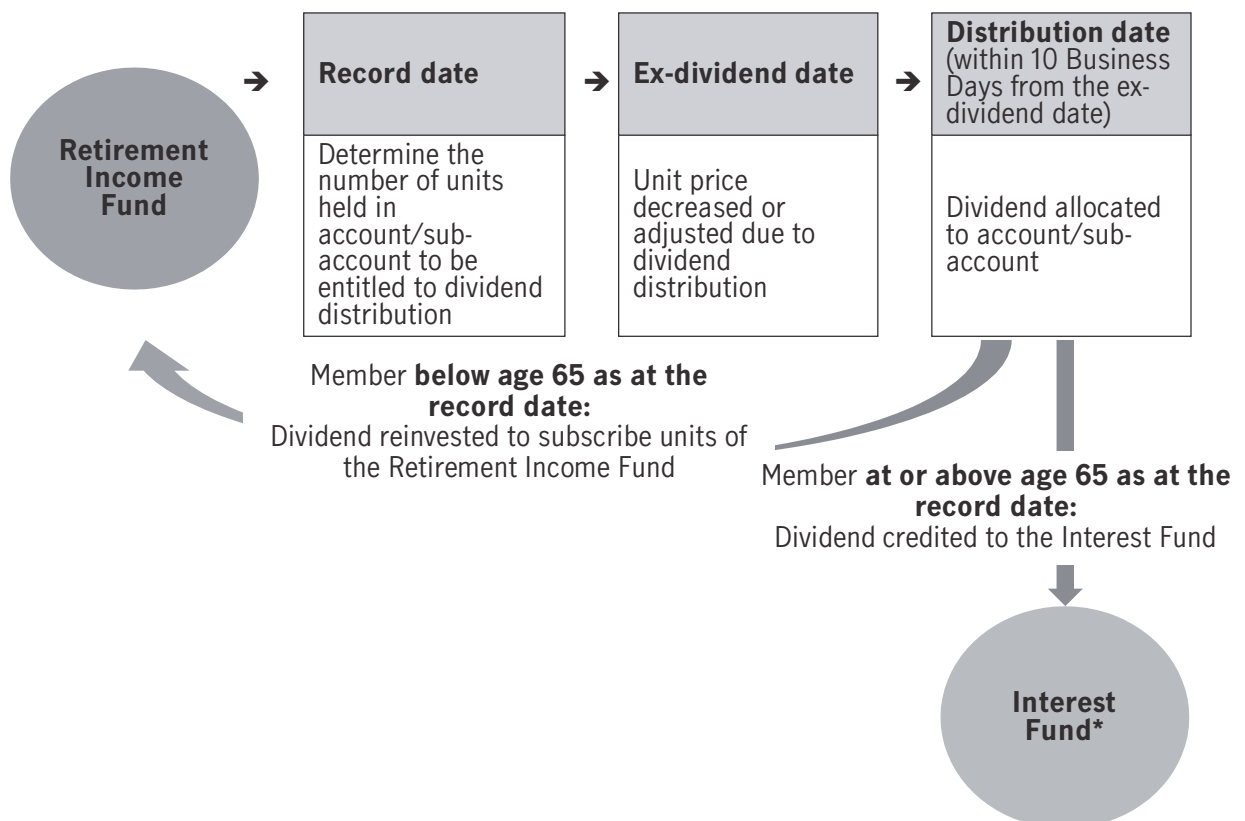 Retirement
Income
Fund
➔
Record date
Determine the
number of units
held in
account/sub-
account to be
entitled to dividend
distribution
➔
Ex-dividend date
Unit price
decreased or
adjusted due to
dividend
distribution
➔
Distribution date
(within 10 Business
Days from the ex-
dividend date)
Dividend allocated
to account/sub-
account
Member below age 65 as at the
record date:
Dividend reinvested to subscribe units of
the Retirement Income Fund
Member at or above age 65 as at the
record date:
Dividend credited to the Interest Fund
Interest
Fund*